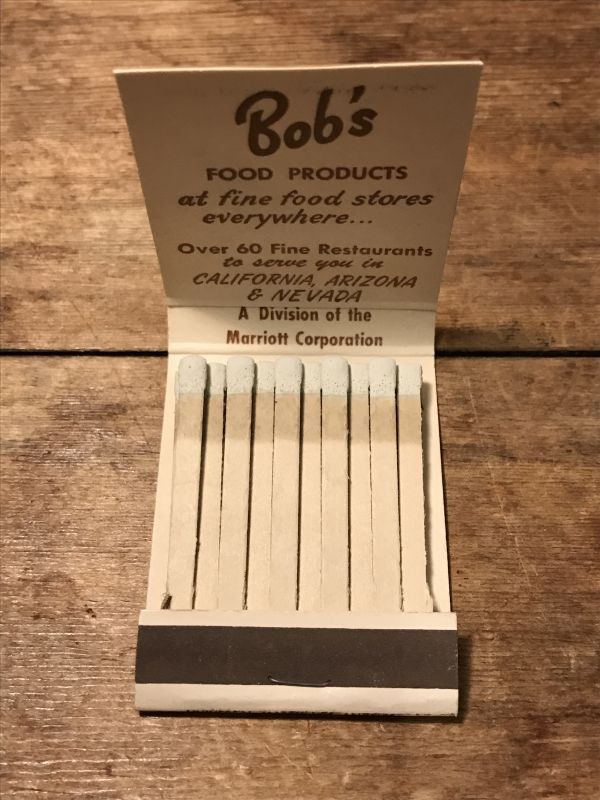 Bob's
FOOD PRODUCTS
at fine food stores
everywhere...
Over 60 Fine Restaurants
to serve you in
CALIFORNIA, ARIZONA
& NEVADA
A Division of the
Marriott Corporation